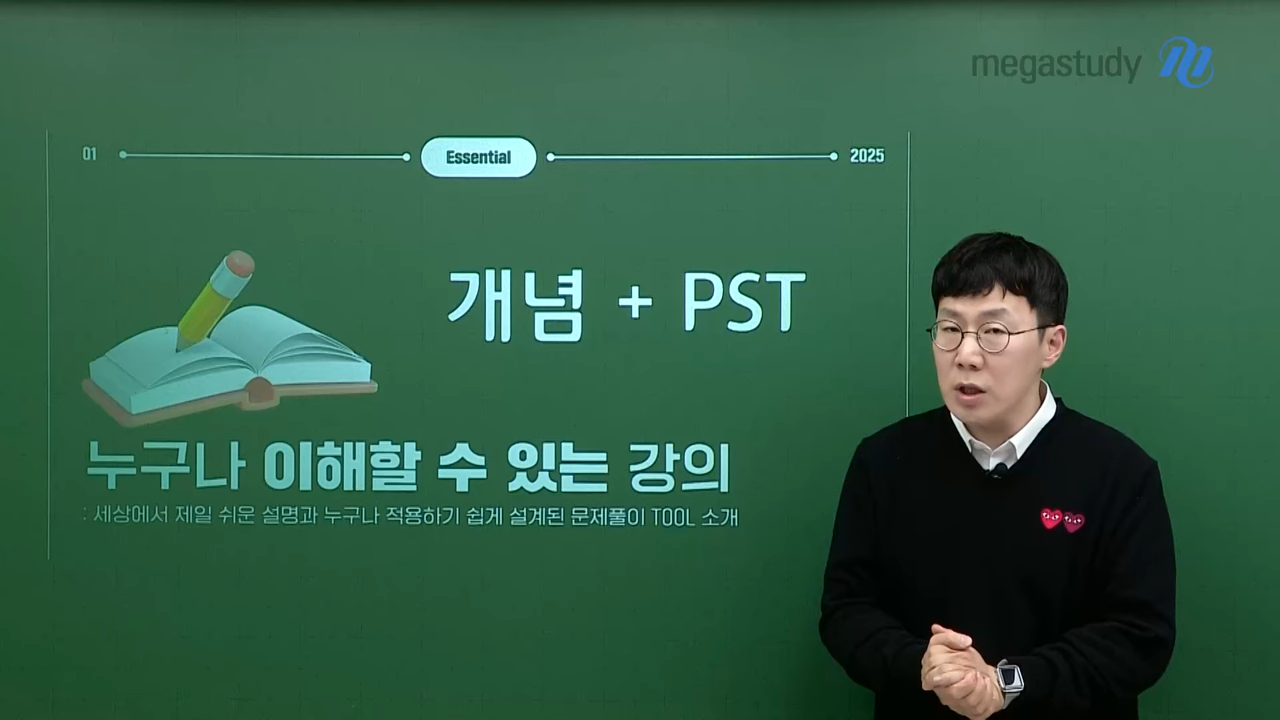 megastudy
01 Essential 2025
개념 + PST
누구나 이해할 수 있는 강의
: 세상에서 제일 쉬운 설명과 누구나 적용하기 쉽게 설계된 문제풀이 TOOL 소개